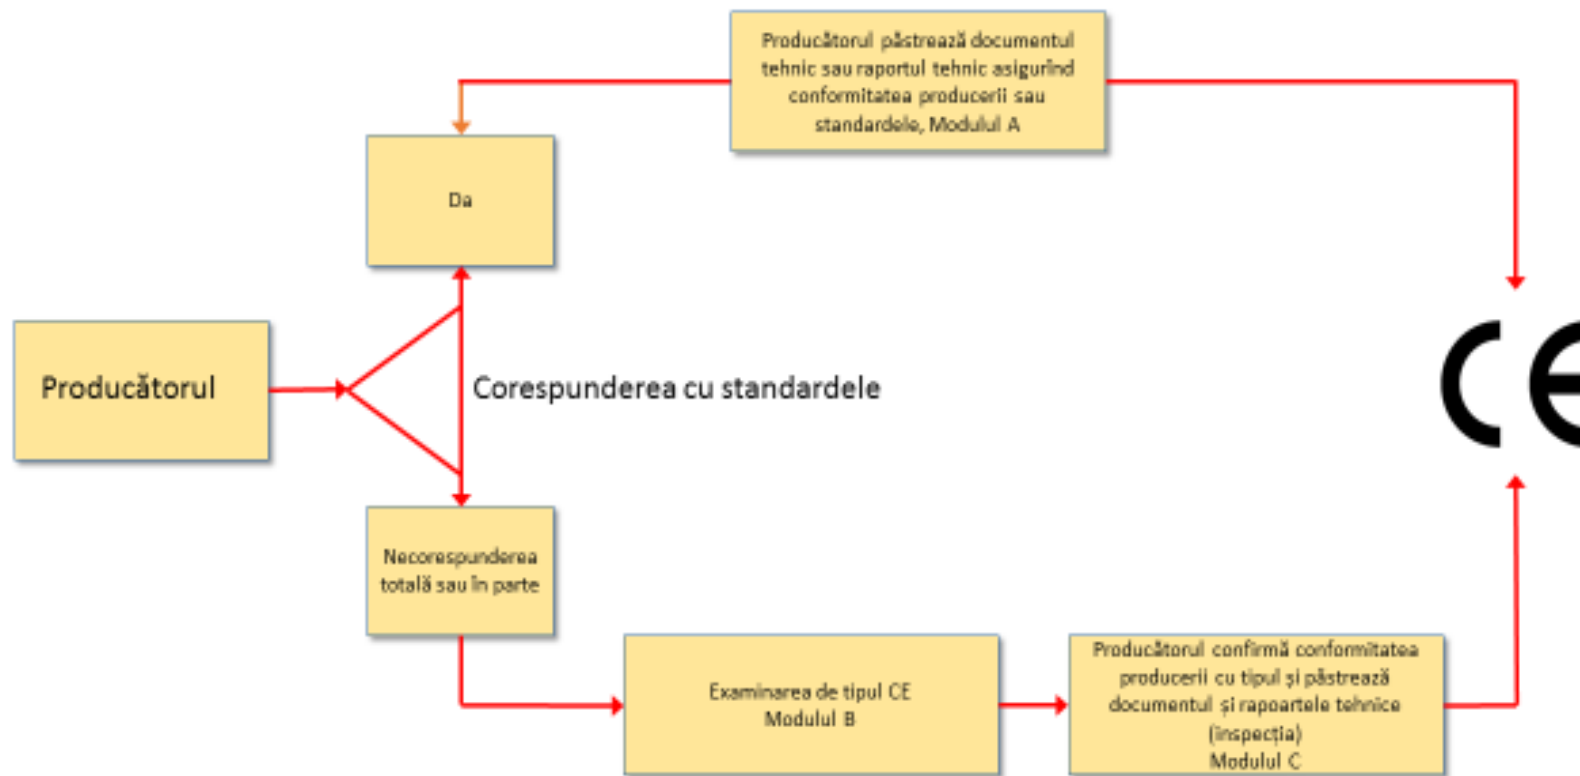 Producătorul păstrează documentul
tehnic sau raportul tehnic asigurînd
conformitatea producerii sau
standardele, Modulul A
Da
Producătorul
Corespunderea cu standardele
CE
Necorespunderea
totală sau în parte
Examinarea de tipul CE
Modulul B
Producătorul confirmă conformitatea
producerii cu tipul și păstrează
documentul și rapoartele tehnice
(inspecția)
Modulul C